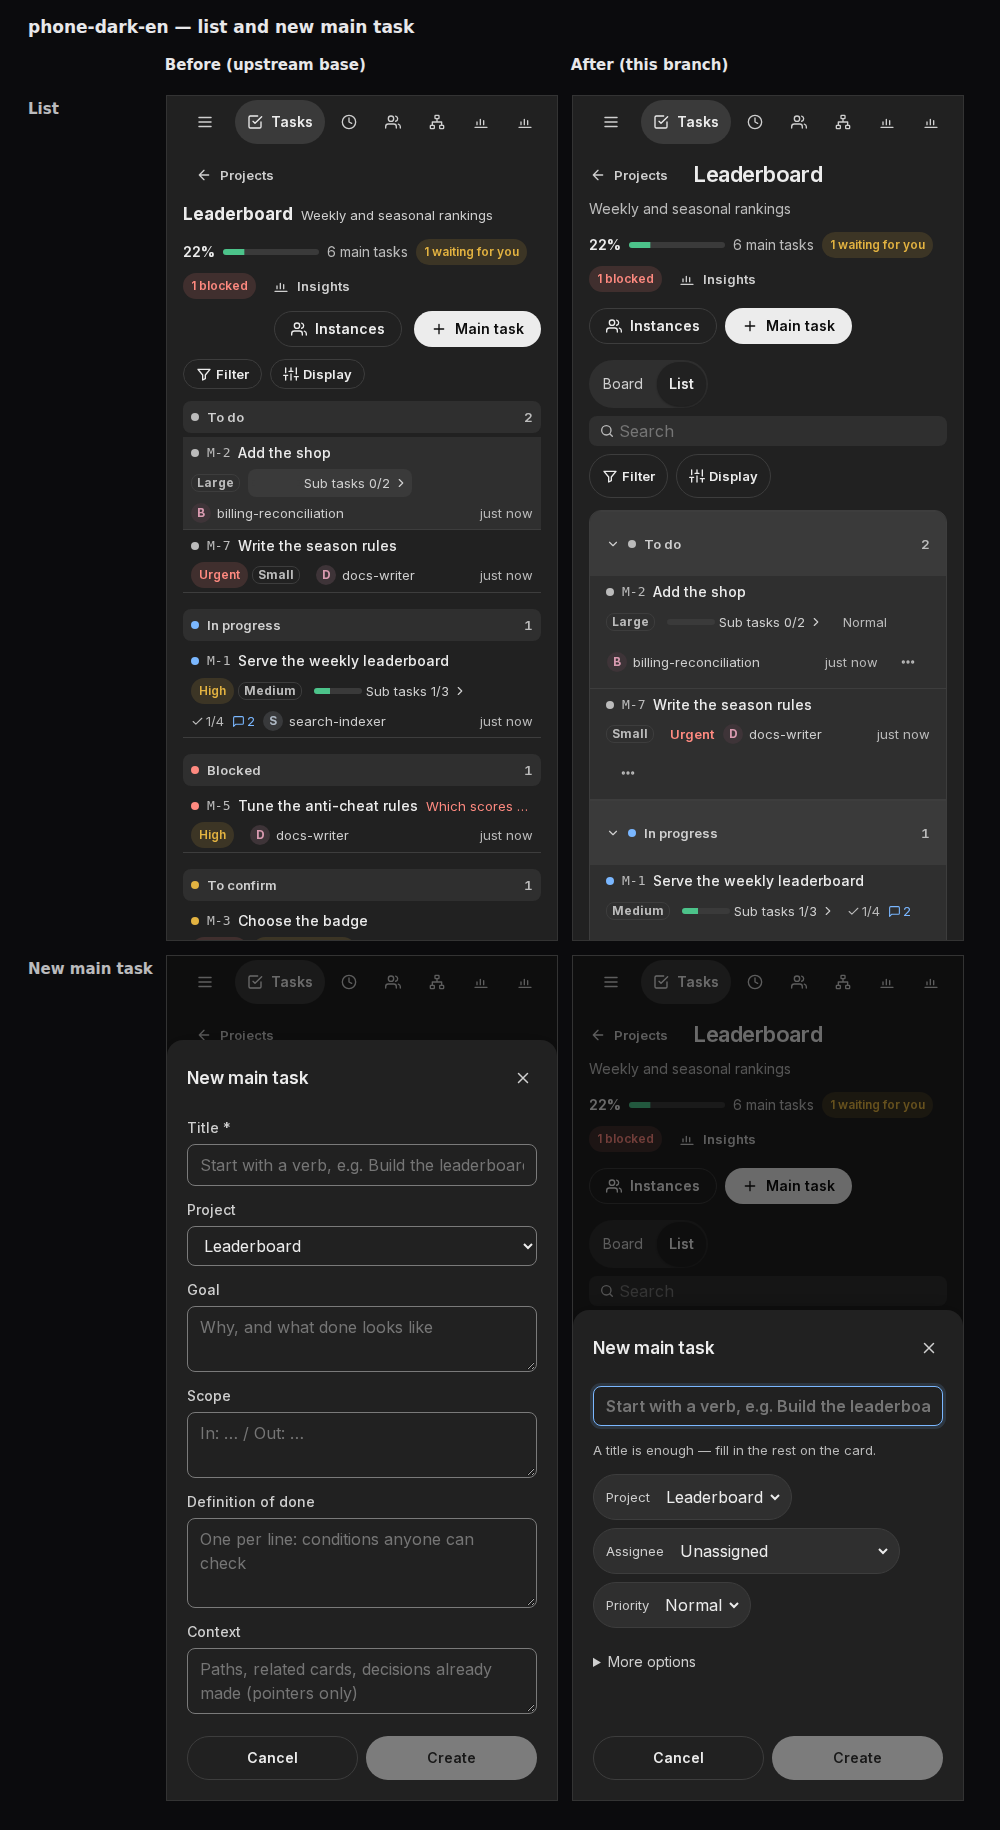 phone-dark-en — list and new main task
Before (upstream base)
After (this branch)
List
Tasks
Projects
Leaderboard Weekly and seasonal rankings
22% 6 main tasks 1 waiting for you
1 blocked Insights
Instances Main task
Filter Display
To do 2
M-2 Add the shop
Large Sub tasks 0/2
B billing-reconciliation just now
M-7 Write the season rules
Urgent Small D docs-writer just now
In progress 1
M-1 Serve the weekly leaderboard
High Medium Sub tasks 1/3
1/4 2 S search-indexer just now
Blocked 1
M-5 Tune the anti-cheat rules Which scores ...
High D docs-writer just now
To confirm 1
M-3 Choose the badge
Tasks
Projects Leaderboard
Weekly and seasonal rankings
22% 6 main tasks 1 waiting for you
1 blocked Insights
Instances Main task
Board List
Search
Filter Display
To do 2
M-2 Add the shop
Large Sub tasks 0/2 Normal
B billing-reconciliation just now
M-7 Write the season rules
Small Urgent D docs-writer just now
In progress 1
M-1 Serve the weekly leaderboard
Medium Sub tasks 1/3 1/4 2
New main task
Tasks
Projects
New main task
Title *
Start with a verb, e.g. Build the leaderboard
Project
Leaderboard
Goal
Why, and what done looks like
Scope
In: ... / Out: ...
Definition of done
One per line: conditions anyone can
check
Context
Paths, related cards, decisions already
made (pointers only)
Cancel Create
Tasks
Projects Leaderboard
Weekly and seasonal rankings
22% 6 main tasks 1 waiting for you
1 blocked Insights
Instances Main task
Board List
Search
New main task
Start with a verb, e.g. Build the leaderboa
A title is enough — fill in the rest on the card.
Project Leaderboard
Assignee Unassigned
Priority Normal
More options
Cancel Create